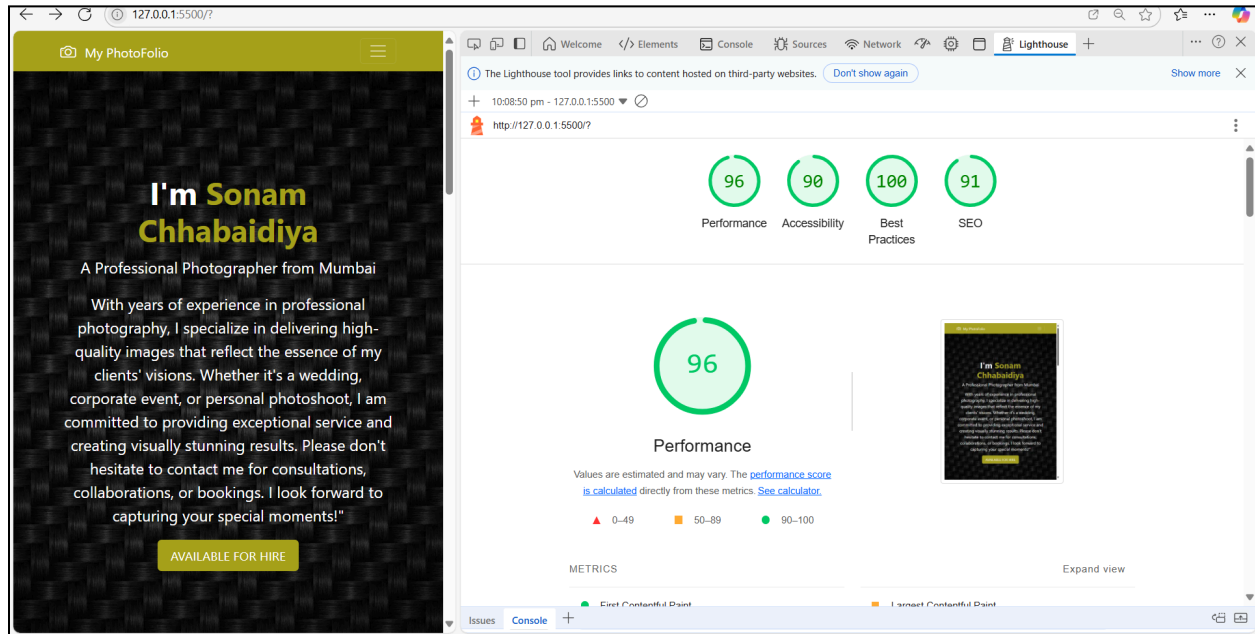 127.0.0.1:5500/?
My PhotoFolio
I'm Sonam
Chhabaidiya
A Professional Photographer from Mumbai
With years of experience in professional
photography, I specialize in delivering high-
quality images that reflect the essence of my
clients' visions. Whether it's a wedding,
corporate event, or personal photoshoot, I am
committed to providing exceptional service and
creating visually stunning results. Please don't
hesitate to contact me for consultations,
collaborations, or bookings. I look forward to
capturing your special moments!"
AVAILABLE FOR HIRE
Welcome Elements Console Sources Network Lighthouse
The Lighthouse tool provides links to content hosted on third-party websites. Don't show again Show more
10:08:50 pm - 127.0.0.1:5500
http://127.0.0.1:5500/?
96 90 100 91
Performance Accessibility Best Practices SEO
96
Performance
Values are estimated and may vary. The performance score
is calculated directly from these metrics. See calculator.
0–49 50–89 90–100
METRICS Expand view
First Contentful Paint Largest Contentful Paint
Issues Console